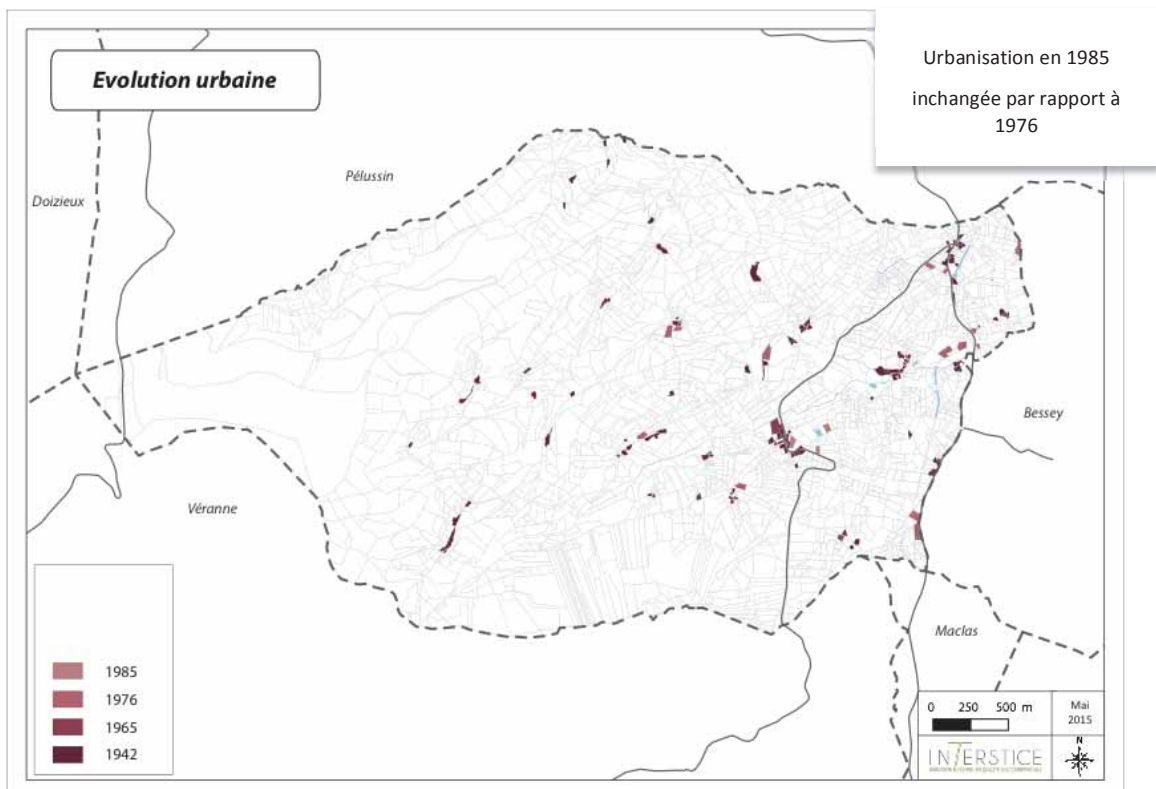 Evolution urbaine
Urbanisation en 1985
inchangée par rapport à
1976
Pélussin
Doizieux
Bessey
Véranne
Maclas
1985
1976
1965
1942
0 250 500 m
Mai
2015
N
INTERSTICE